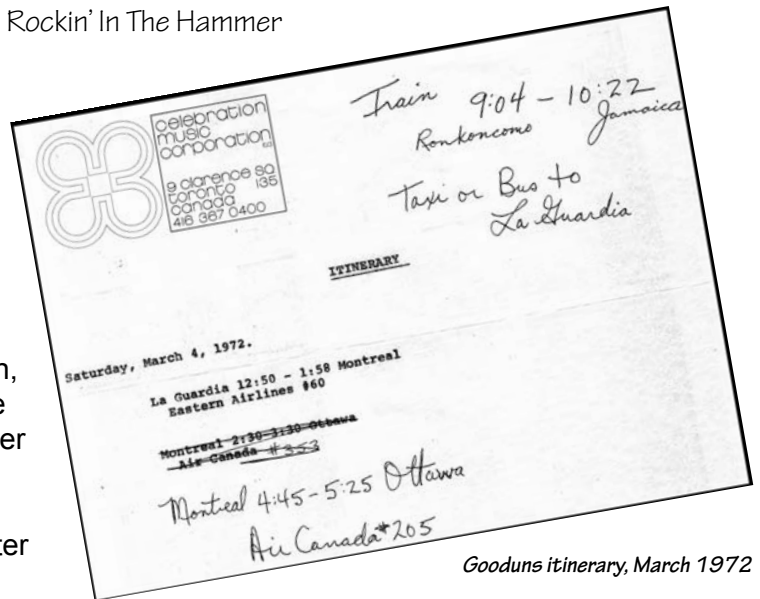 Rockin' In The Hammer
celebration
music
corporation
9 clarence sq
toronto 135
canada
416 367 0400
Train 9:04 - 10:22
Ronkoncomo Jamaica
Taxi or Bus to
La Guardia
ITINERARY
Saturday, March 4, 1972.
La Guardia 12:50 - 1:58 Montreal
Eastern Airlines #60
Montreal 2:30-3:30 Ottawa
Air Canada #353
Montreal 4:45-5:25 Ottawa
Air Canada #205
Gooduns itinerary, March 1972